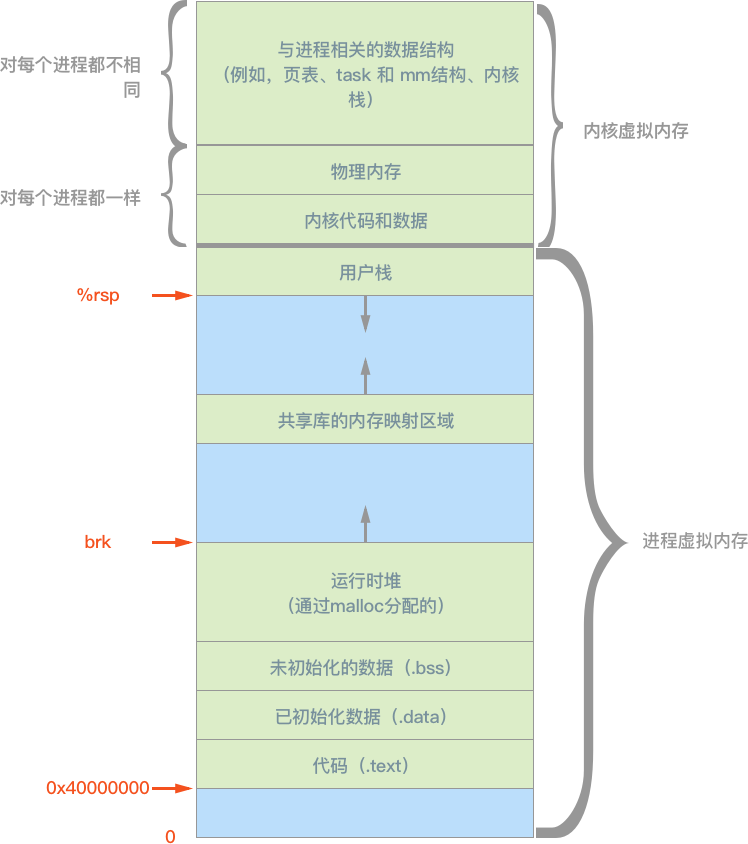 对每个进程都不相
同
与进程相关的数据结构
（例如，页表、task 和 mm结构、内核
栈）
内核虚拟内存
物理内存
对每个进程都一样
内核代码和数据
用户栈
%rsp
共享库的内存映射区域
brk
进程虚拟内存
运行时堆
（通过malloc分配的）
未初始化的数据（.bss）
已初始化数据（.data）
代码（.text）
0x40000000
0